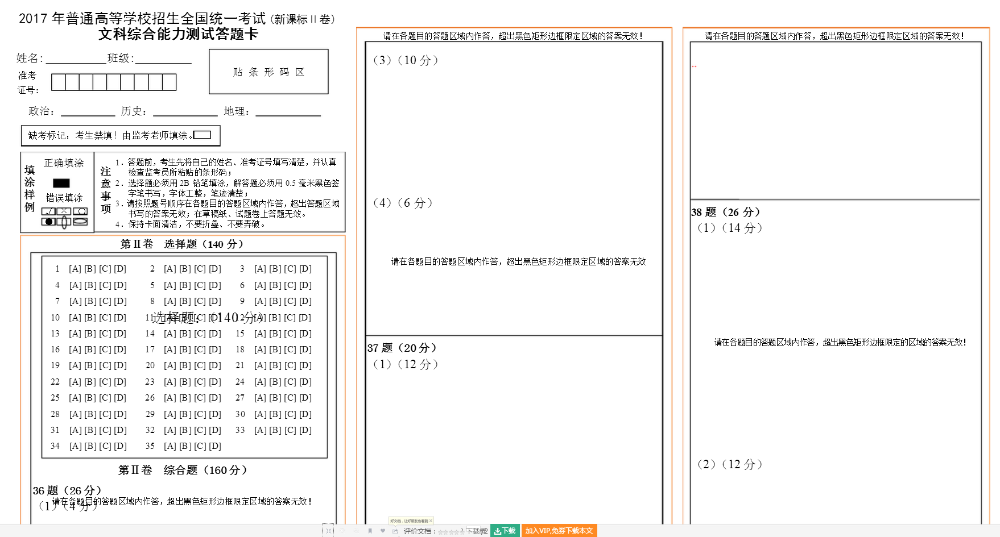 2017 年普通高等学校招生全国统一考试（新课标Ⅱ卷）
文科综合能力测试答题卡
姓名: 班级:
准考
证号:
贴 条 形 码 区
政治: 历史: 地理:
缺考标记: 考生禁填! 由监考老师填涂。
填涂样例
正确填涂
错误填涂
注意事项
1. 答题前, 考生先将自己的姓名、准考证号填写清楚, 并认真
检查监考员所粘贴的条形码;
2. 选择题必须用 2B 铅笔填涂, 解答题必须用 0.5 毫米黑色签
字笔书写, 字体工整, 笔迹清楚;
3. 请按照题号顺序在各题目的答题区域内作答, 超出答题区域
书写的答案无效; 在草稿纸、试题卷上答题无效。
4. 保持卡面清洁, 不要折叠、不要弄破。
第Ⅱ卷 选择题（140 分）
1 [A] [B] [C] [D] 2 [A] [B] [C] [D] 3 [A] [B] [C] [D]
4 [A] [B] [C] [D] 5 [A] [B] [C] [D] 6 [A] [B] [C] [D]
7 [A] [B] [C] [D] 8 [A] [B] [C] [D] 9 [A] [B] [C] [D]
10 [A] [B] [C] [D] 11 [A] [B] [C] [D] 12 [A] [B] [C] [D]
选择题:（140 分）
13 [A] [B] [C] [D] 14 [A] [B] [C] [D] 15 [A] [B] [C] [D]
16 [A] [B] [C] [D] 17 [A] [B] [C] [D] 18 [A] [B] [C] [D]
19 [A] [B] [C] [D] 20 [A] [B] [C] [D] 21 [A] [B] [C] [D]
22 [A] [B] [C] [D] 23 [A] [B] [C] [D] 24 [A] [B] [C] [D]
25 [A] [B] [C] [D] 26 [A] [B] [C] [D] 27 [A] [B] [C] [D]
28 [A] [B] [C] [D] 29 [A] [B] [C] [D] 30 [A] [B] [C] [D]
31 [A] [B] [C] [D] 32 [A] [B] [C] [D] 33 [A] [B] [C] [D]
34 [A] [B] [C] [D] 35 [A] [B] [C] [D]
第Ⅱ卷 综合题（160 分）
36 题（26 分）
（1）（4 分）
请在各题目的答题区域内作答, 超出黑色矩形边框限定区域的答案无效!
请在各题目的答题区域内作答, 超出黑色矩形边框限定区域的答案无效!
（3）（10 分）
（4）（6 分）
请在各题目的答题区域内作答, 超出黑色矩形边框限定区域的答案无效
37 题（20 分）
（1）（12 分）
请在各题目的答题区域内作答, 超出黑色矩形边框限定区域的答案无效!
38 题（26 分）
（1）（14 分）
请在各题目的答题区域内作答, 超出黑色矩形边框限定的区域的答案无效!
（2）（12 分）
好文档，让好朋友也看到
评价文档: 下载券2 下载 加入VIP,免券下载本文